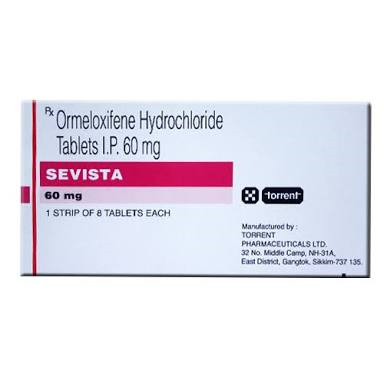 Rx Ormeloxifene Hydrochloride
Tablets I.P. 60 mg
SEVISTA
60 mg
1 STRIP OF 8 TABLETS EACH
torrent
Manufactured by :
TORRENT
PHARMACEUTICALS LTD.
32 No. Middle Camp, NH-31A,
East District, Gangtok, Sikkim-737 135.